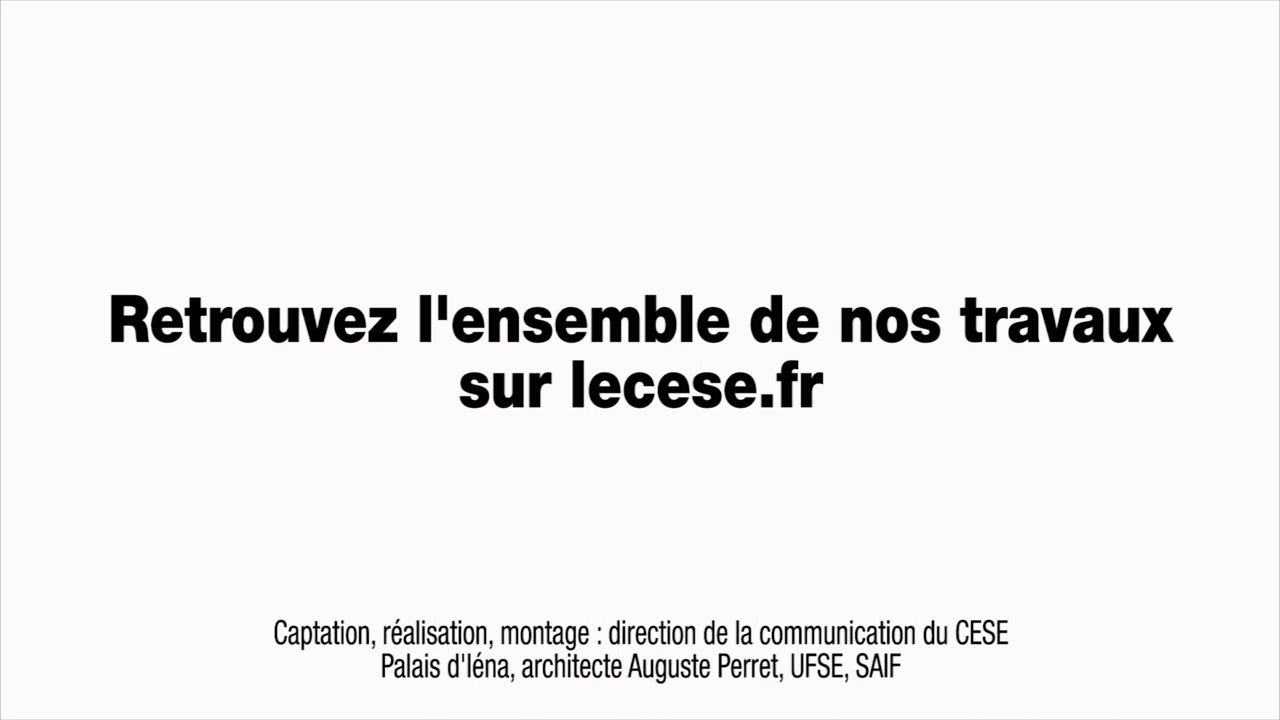 Retrouvez l'ensemble de nos travaux
sur lecese.fr
Captation, réalisation, montage : direction de la communication du CESE
Palais d'Iéna, architecte Auguste Perret, UFSE, SAIF